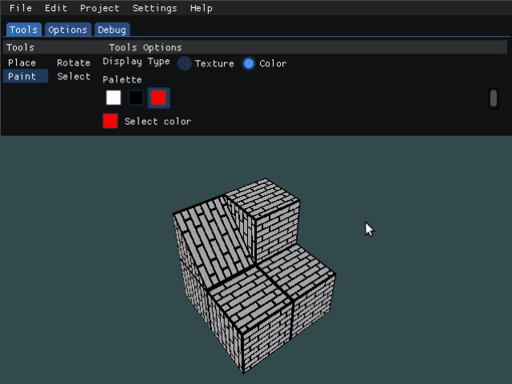 File Edit Project Settings Help
Tools Options Debug
Tools Tools Options
Place Rotate Display Type Texture Color
Paint Select Palette
Select color